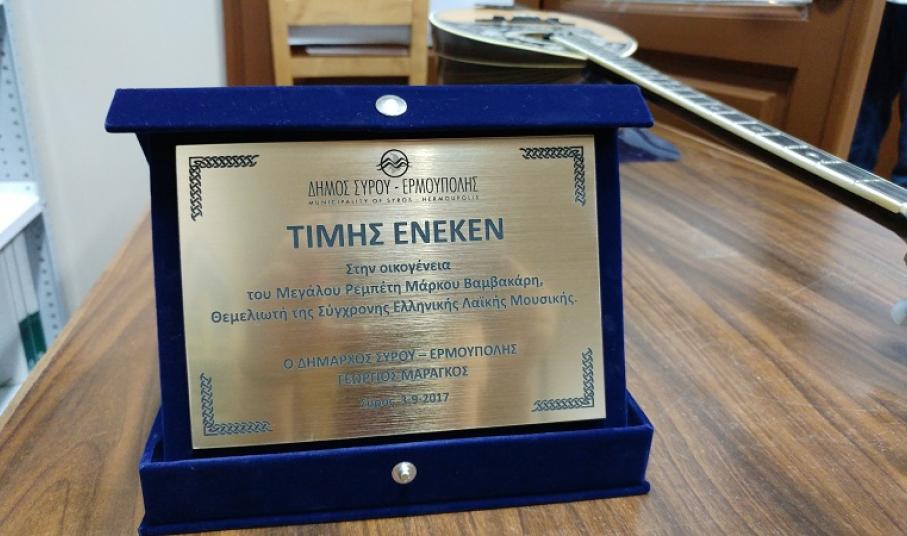 ΔΗΜΟΣ ΣΥΡΟΥ - ΕΡΜΟΥΠΟΛΗΣ
MUNICIPALITY OF SYROS - HERMOUPOLIS
ΤΙΜΗΣ ΕΝΕΚΕΝ
Στην οικογένεια
του Μεγάλου Ρεμπέτη Μάρκου Βαμβακάρη,
Θεμελιωτή της Σύγχρονης Ελληνικής Λαϊκής Μουσικής.
Ο ΔΗΜΑΡΧΟΣ ΣΥΡΟΥ – ΕΡΜΟΥΠΟΛΗΣ
ΓΕΩΡΓΙΟΣ ΜΑΡΑΓΚΟΣ
Σύρος, 3-9-2017